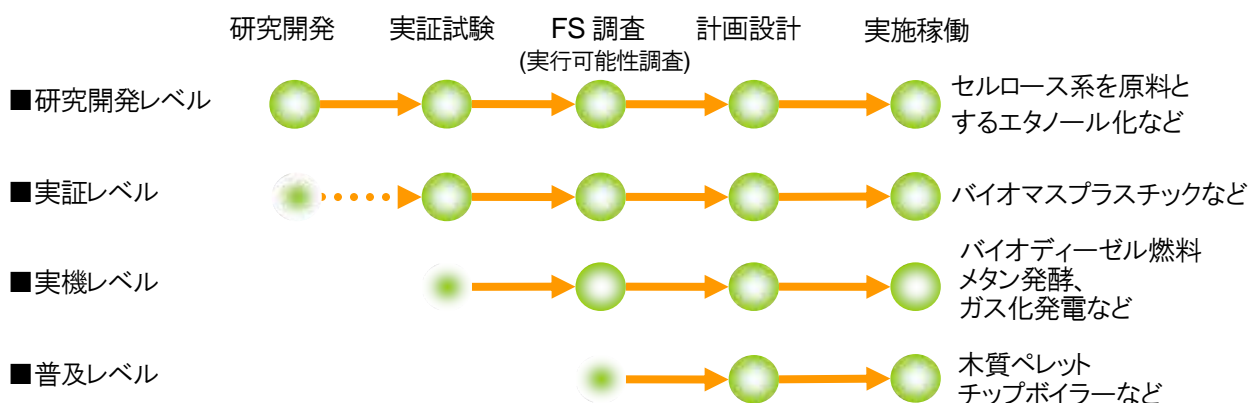 研究開発 実証試験 FS 調査 計画設計 実施稼働
(実行可能性調査)
■研究開発レベル
セルロース系を原料と
するエタノール化など
■実証レベル
バイオマスプラスチックなど
■実機レベル
バイオディーゼル燃料
メタン発酵、
ガス化発電など
■普及レベル
木質ペレット
チップボイラーなど